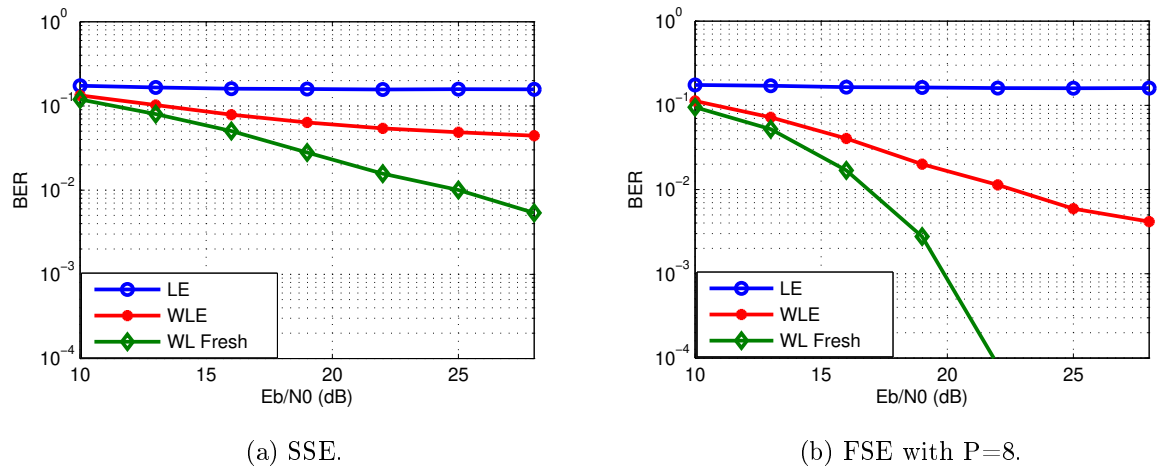 10^0
10^−1
10^−2
10^−3
10^−4
BER
LE
WLE
WL Fresh
10 15 20 25
Eb/N0 (dB)
(a) SSE.
10^0
10^−1
10^−2
10^−3
10^−4
BER
LE
WLE
WL Fresh
10 15 20 25
Eb/N0 (dB)
(b) FSE with P=8.